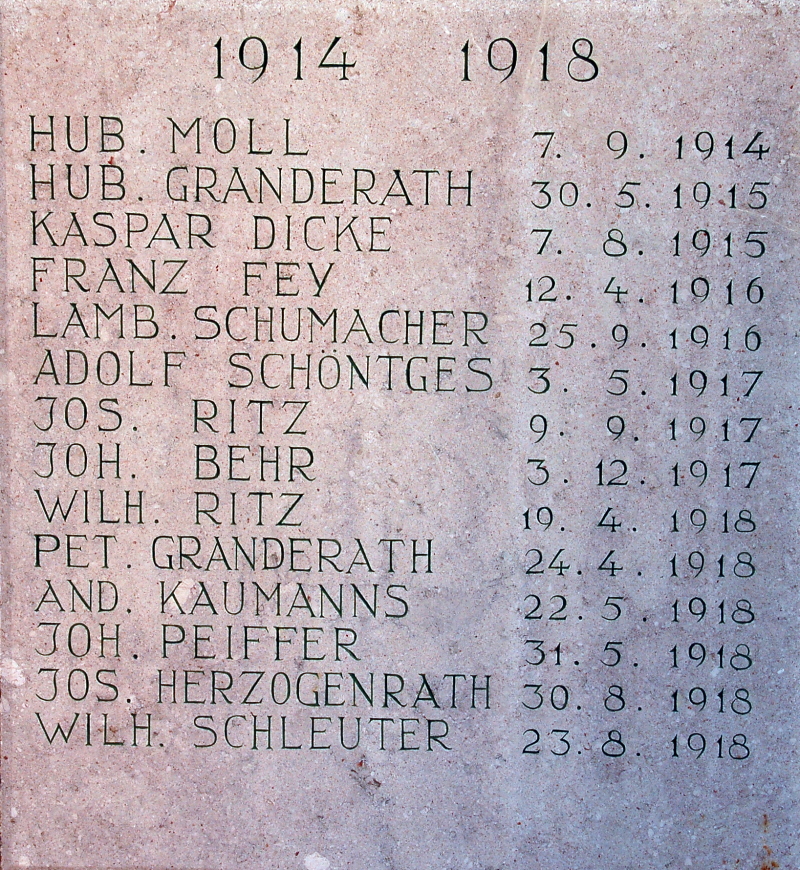 1914 1918
HUB. MOLL 7. 9. 1914
HUB. GRANDERATH 30. 5. 1915
KASPAR DICKE 7. 8. 1915
FRANZ FEY 12. 4. 1916
LAMB. SCHUMACHER 25. 9. 1916
ADOLF SCHÖNTGES 3. 5. 1917
JOS. RITZ 9. 9. 1917
JOH. BEHR 3. 12. 1917
WILH. RITZ 19. 4. 1918
PET. GRANDERATH 24. 4. 1918
AND. KAUMANNS 22. 5. 1918
JOH. PEIFFER 31. 5. 1918
JOS. HERZOGENRATH 30. 8. 1918
WILH. SCHLEUTER 23. 8. 1918